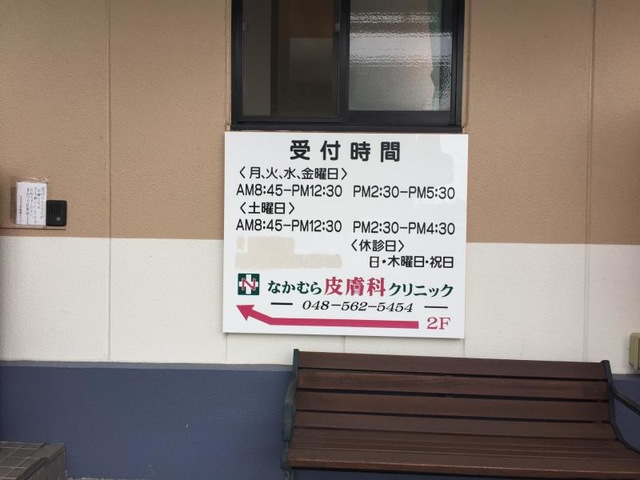 受付時間
〈月、火、水、金曜日〉
AM8:45-PM12:30 PM2:30-PM5:30
〈土曜日〉
AM8:45-PM12:30 PM2:30-PM4:30
〈休診日〉
日・木曜日・祝日
N なかむら皮膚科クリニック
048-562-5454
2F